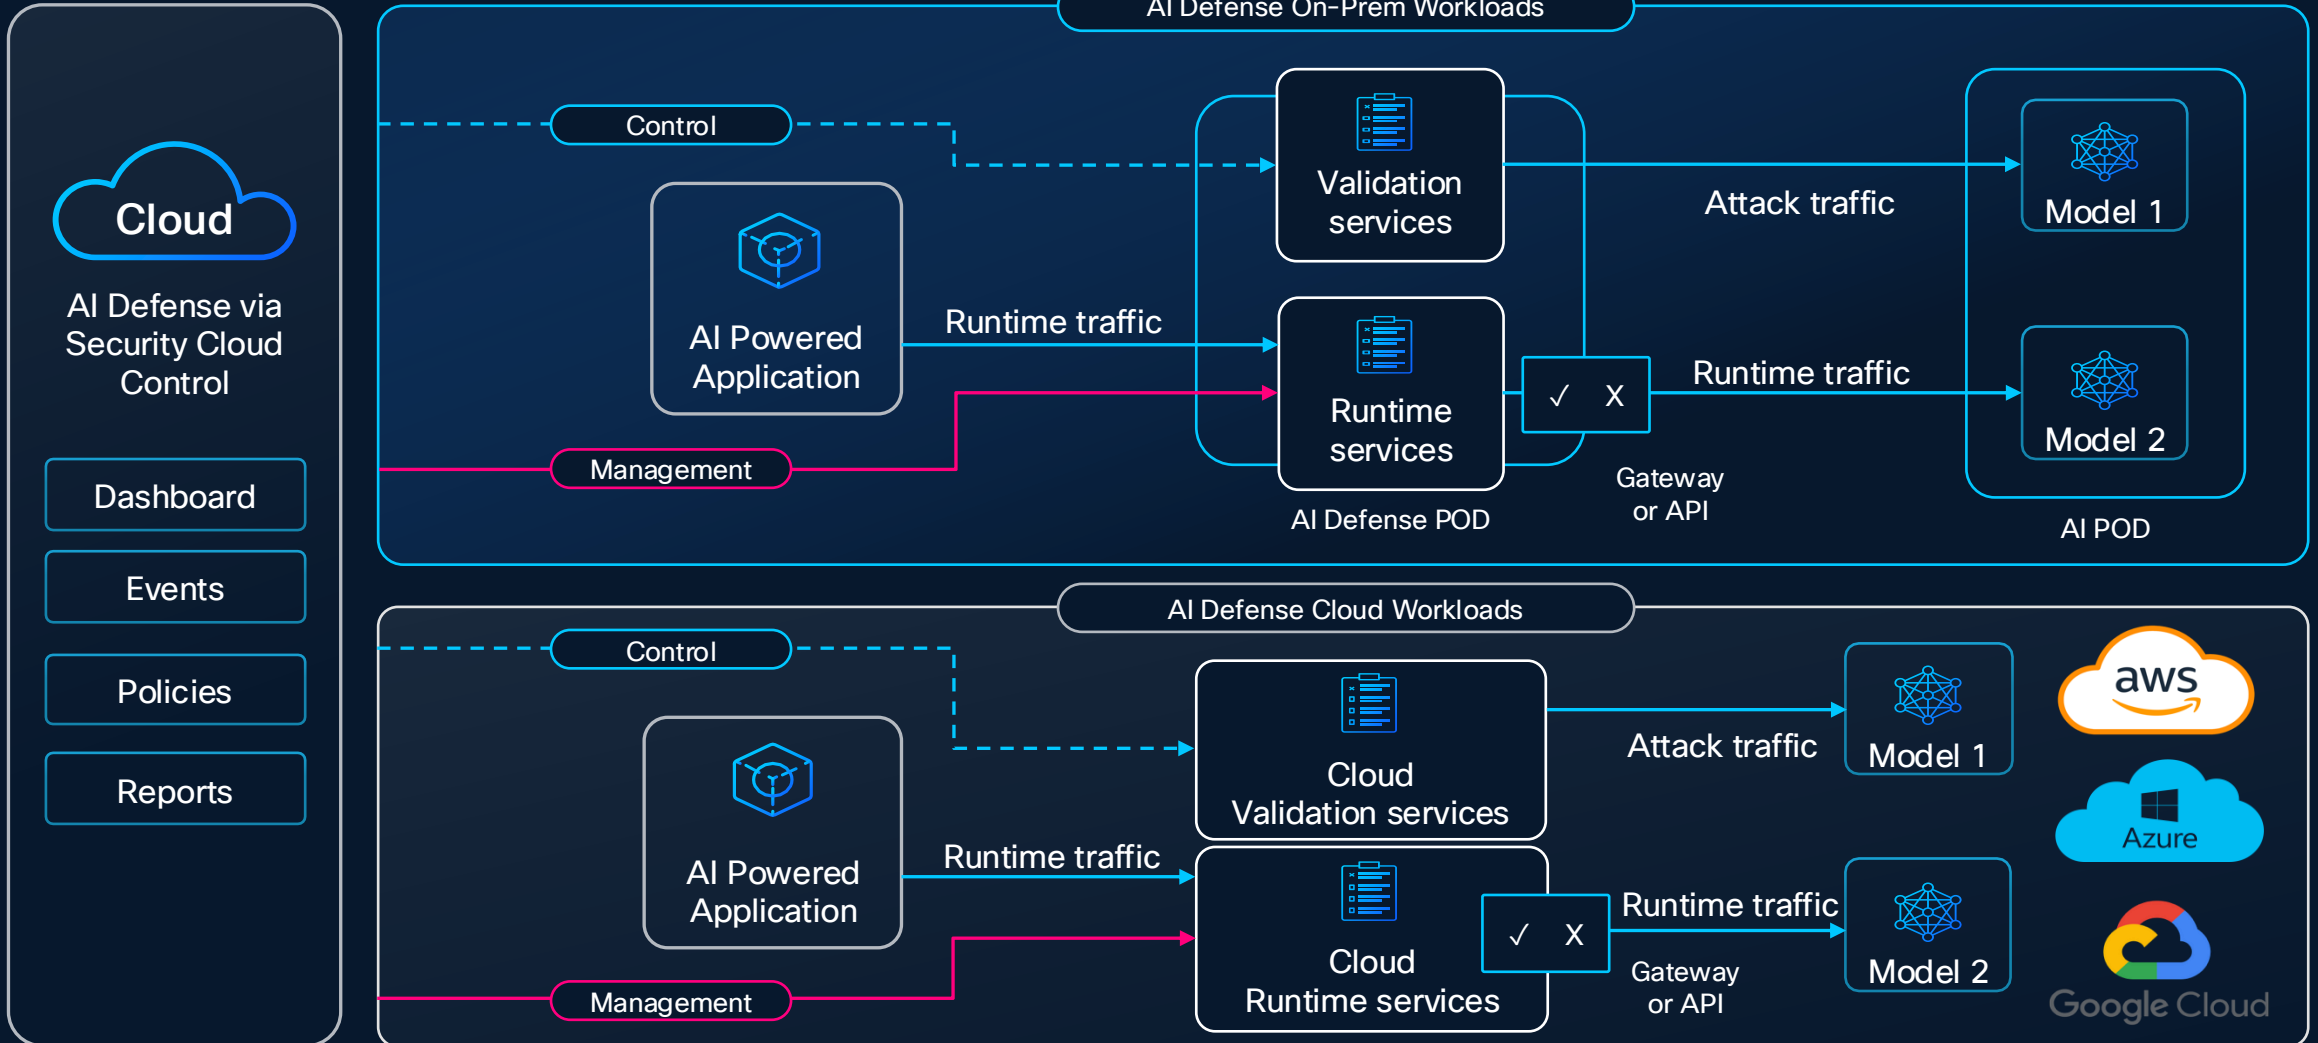 Cloud
AI Defense via
Security Cloud
Control
Dashboard
Events
Policies
Reports
AI Defense On-Prem Workloads
Control
Validation
services
Attack traffic
Model 1
AI Powered
Application
Runtime traffic
Runtime
services
✓ X
Runtime traffic
Model 2
Management
Gateway
or API
AI Defense POD
AI POD
AI Defense Cloud Workloads
Control
Cloud
Validation services
Attack traffic
Model 1
aws
Azure
AI Powered
Application
Runtime traffic
Cloud
Runtime services
✓ X
Runtime traffic
Gateway
or API
Model 2
Management
Google Cloud